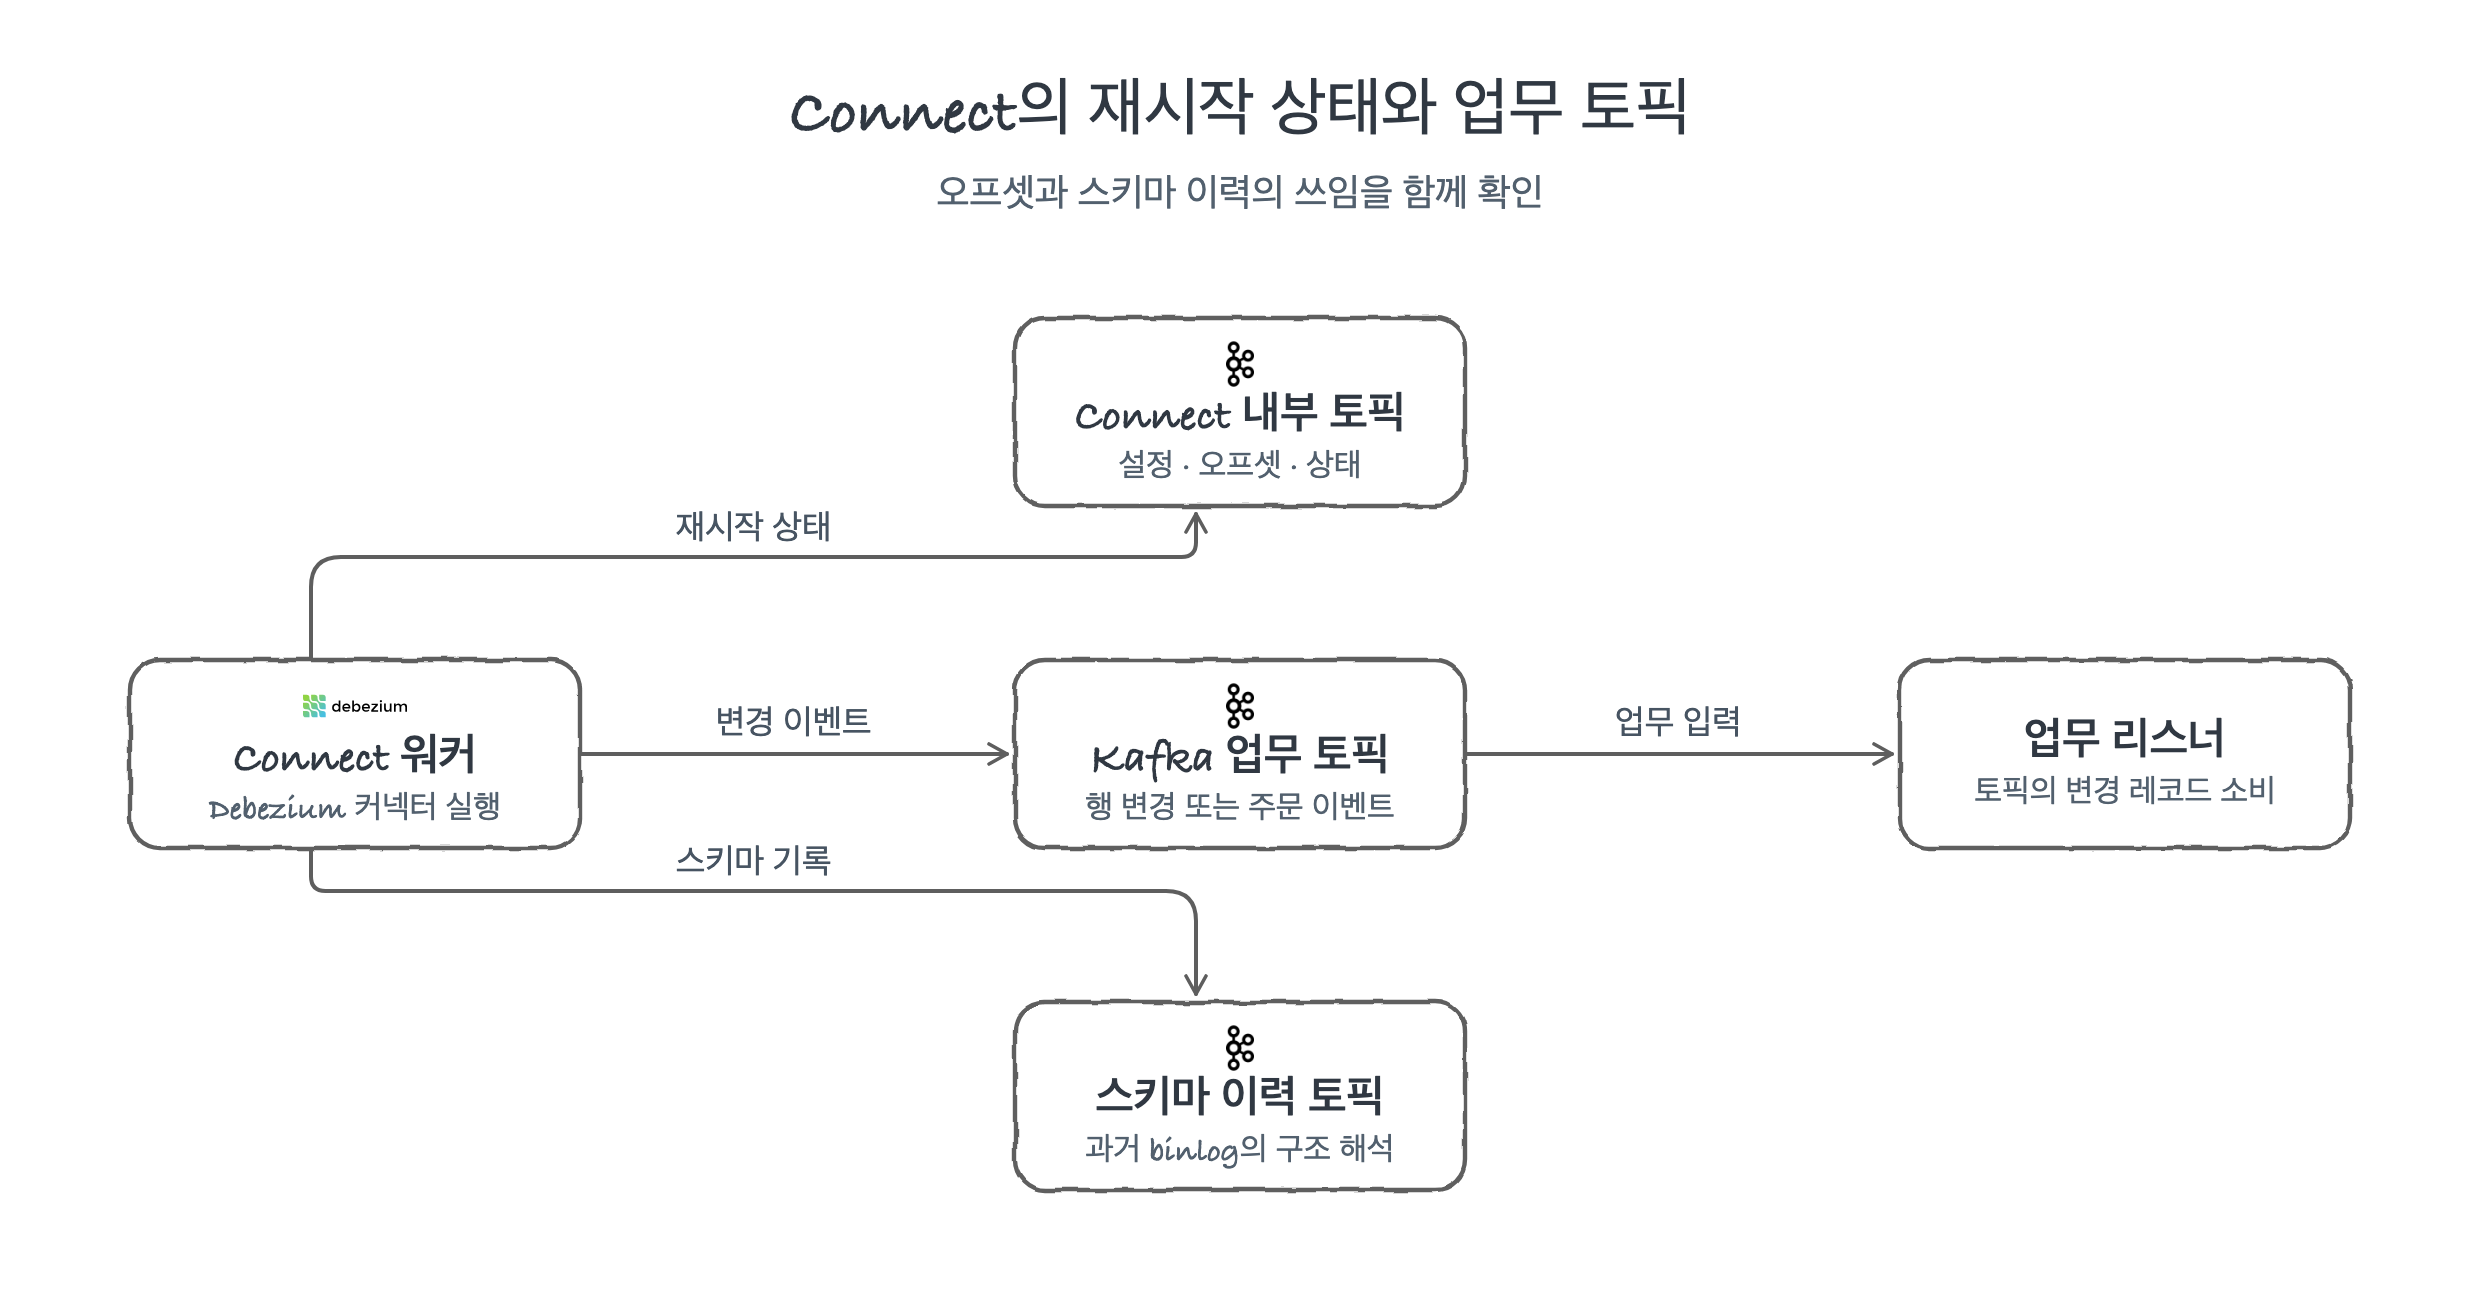 Connect의 재시작 상태와 업무 토픽
오프셋과 스키마 이력의 쓰임을 함께 확인
Connect 내부 토픽
설정 · 오프셋 · 상태
재시작 상태
debezium
Connect 워커
Debezium 커넥터 실행
변경 이벤트
Kafka 업무 토픽
행 변경 또는 주문 이벤트
업무 입력
업무 리스너
토픽의 변경 레코드 소비
스키마 기록
스키마 이력 토픽
과거 binlog의 구조 해석